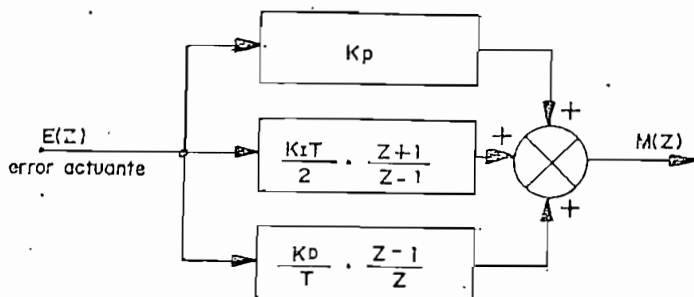 Kp
+
E(Z)
error actuante
KIT/2 . Z+1/Z-1
+
M(Z)
+
KD/T . Z-1/Z